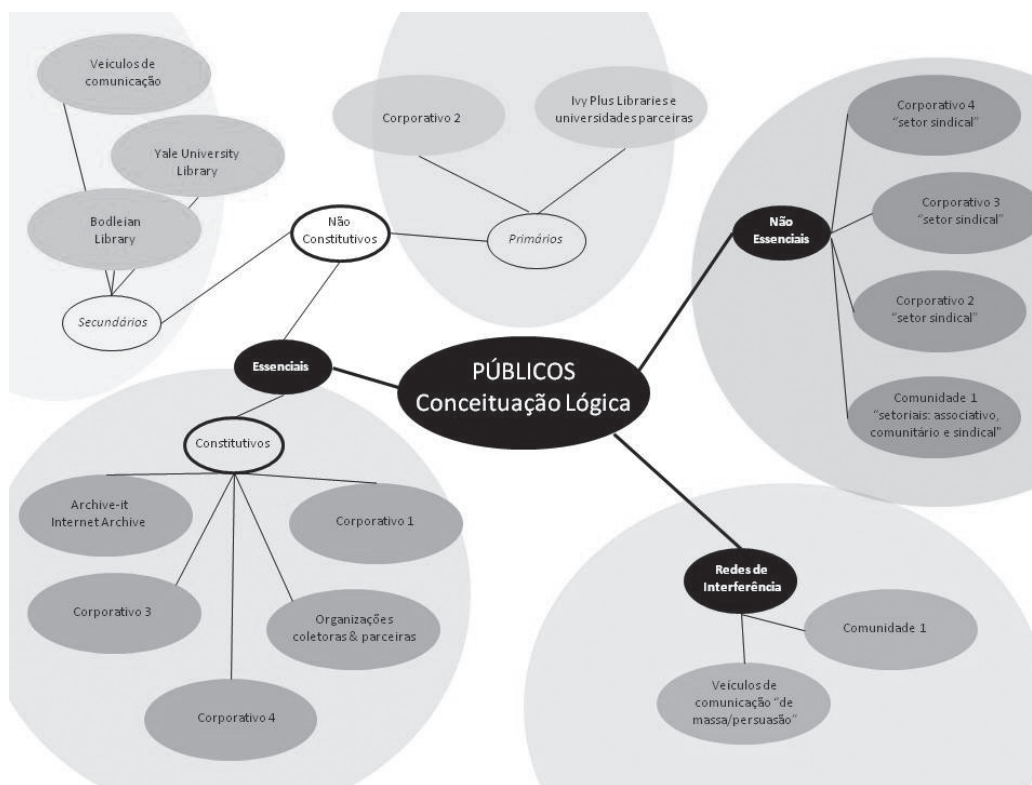 Veículos de
comunicação
Yale University
Library
Bodleian
Library
Secundários
Não
Constitutivos
Corporativo 2
Ivy Plus Libraries e
universidades parceiras
Primários
Essenciais
PÚBLICOS
Conceituação Lógica
Não
Essenciais
Corporativo 4
"setor sindical"
Corporativo 3
"setor sindical"
Corporativo 2
"setor sindical"
Comunidade 1
"setoriais: associativo,
comunitário e sindical"
Constitutivos
Archive-it
Internet Archive
Corporativo 1
Corporativo 3
Organizações
coletoras & parceiras
Corporativo 4
Redes de
Interferência
Comunidade 1
Veículos de
comunicação "de
massa/persuasão"